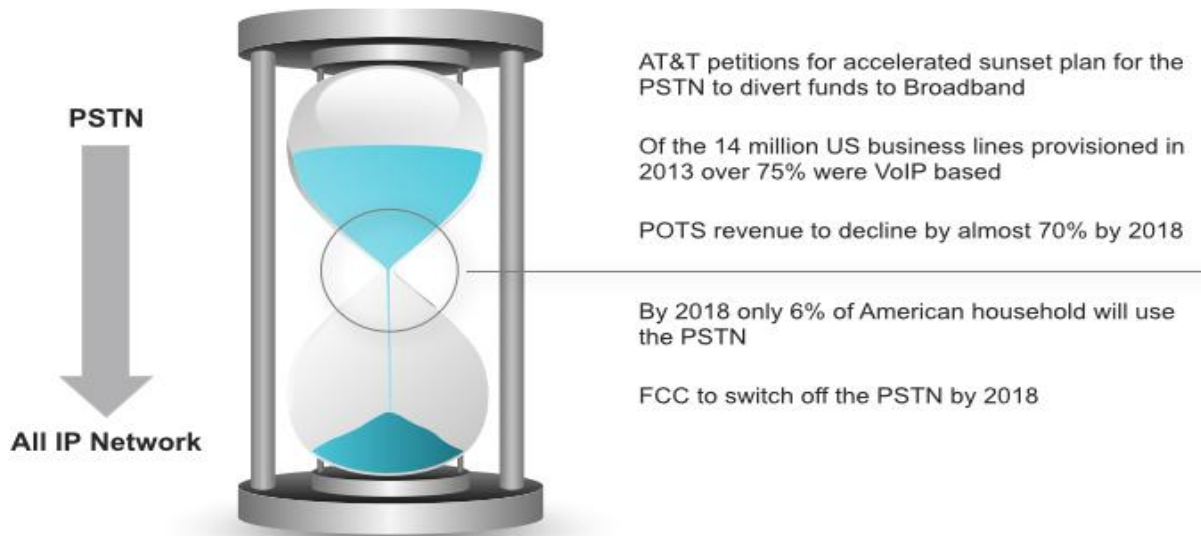 PSTN
All IP Network
AT&T petitions for accelerated sunset plan for the
PSTN to divert funds to Broadband
Of the 14 million US business lines provisioned in
2013 over 75% were VoIP based
POTS revenue to decline by almost 70% by 2018
By 2018 only 6% of American household will use
the PSTN
FCC to switch off the PSTN by 2018